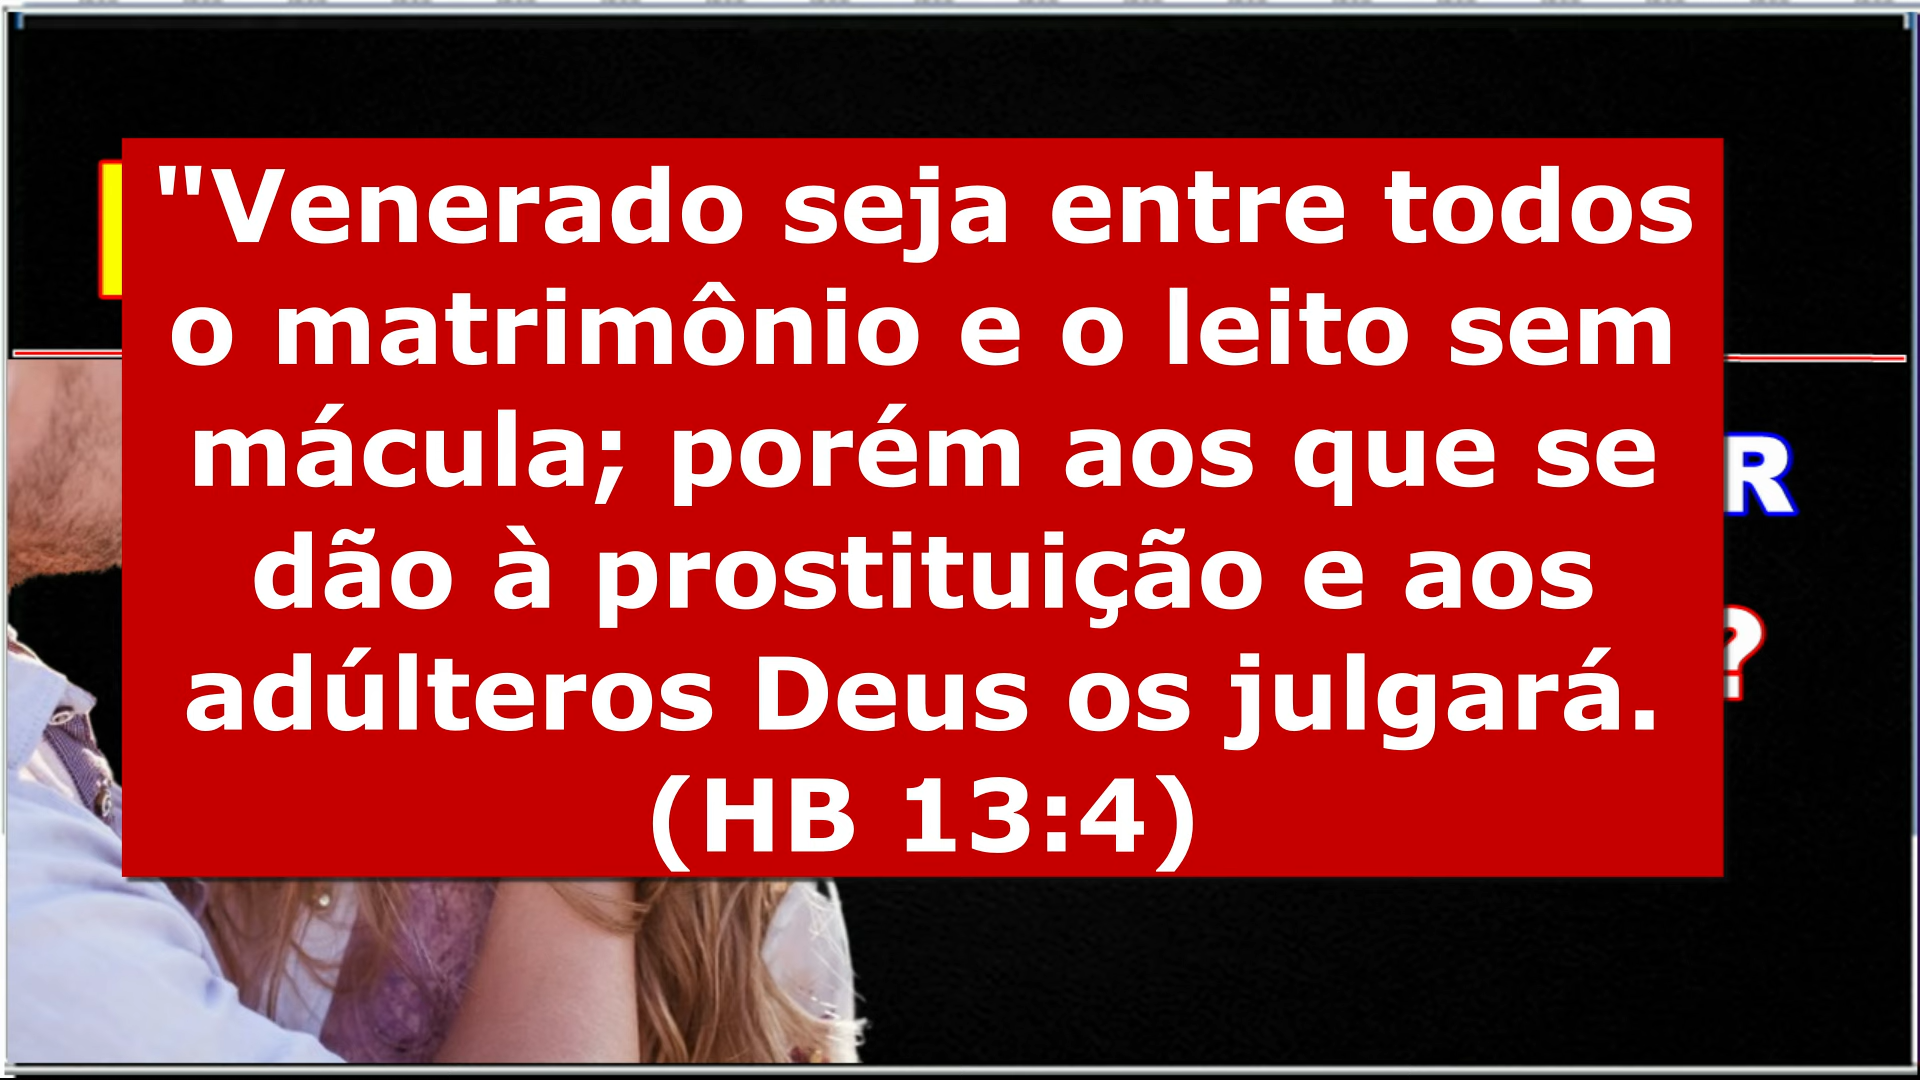 "Venerado seja entre todos
o matrimônio e o leito sem
mácula; porém aos que se
dão à prostituição e aos
adúlteros Deus os julgará.
(HB 13:4)
R
?